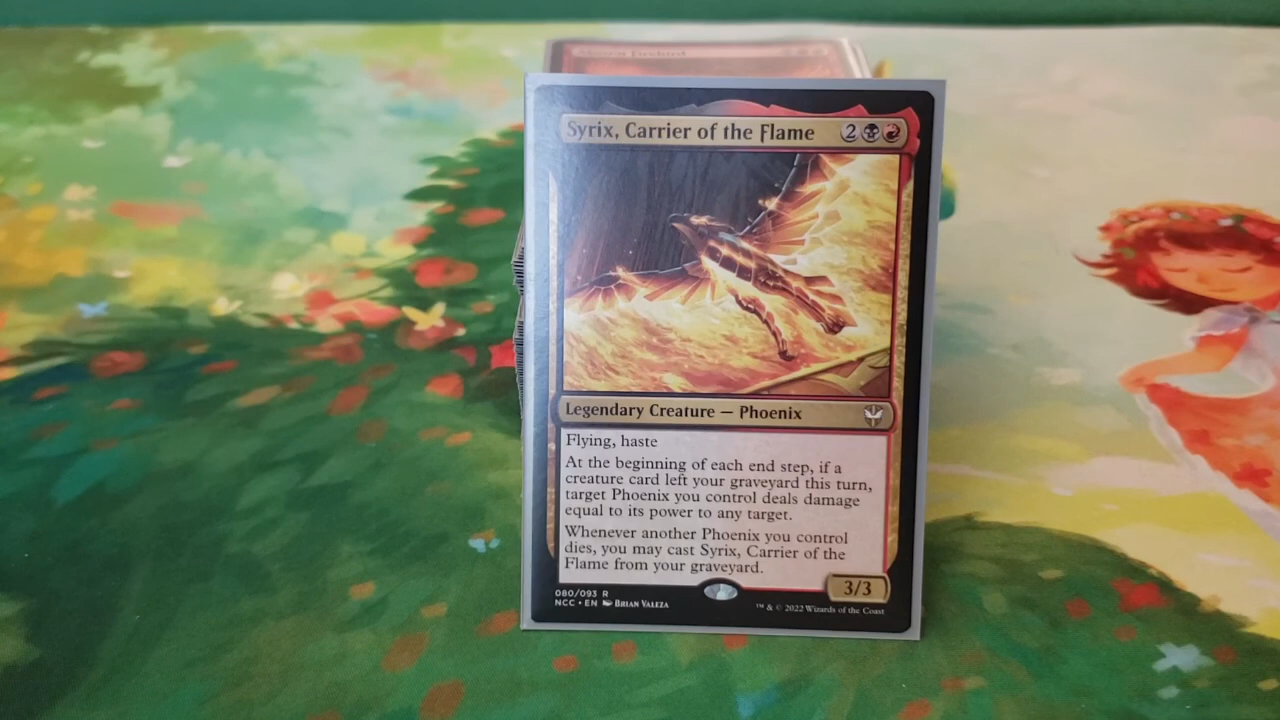 Syrix, Carrier of the Flame 2
Legendary Creature — Phoenix
Flying, haste
At the beginning of each end step, if a
creature card left your graveyard this turn,
target Phoenix you control deals damage
equal to its power to any target.
Whenever another Phoenix you control
dies, you may cast Syrix, Carrier of the
Flame from your graveyard.
3/3
080/093 R
NCC • EN BRIAN VALEZA
™ & © 2022 Wizards of the Coast